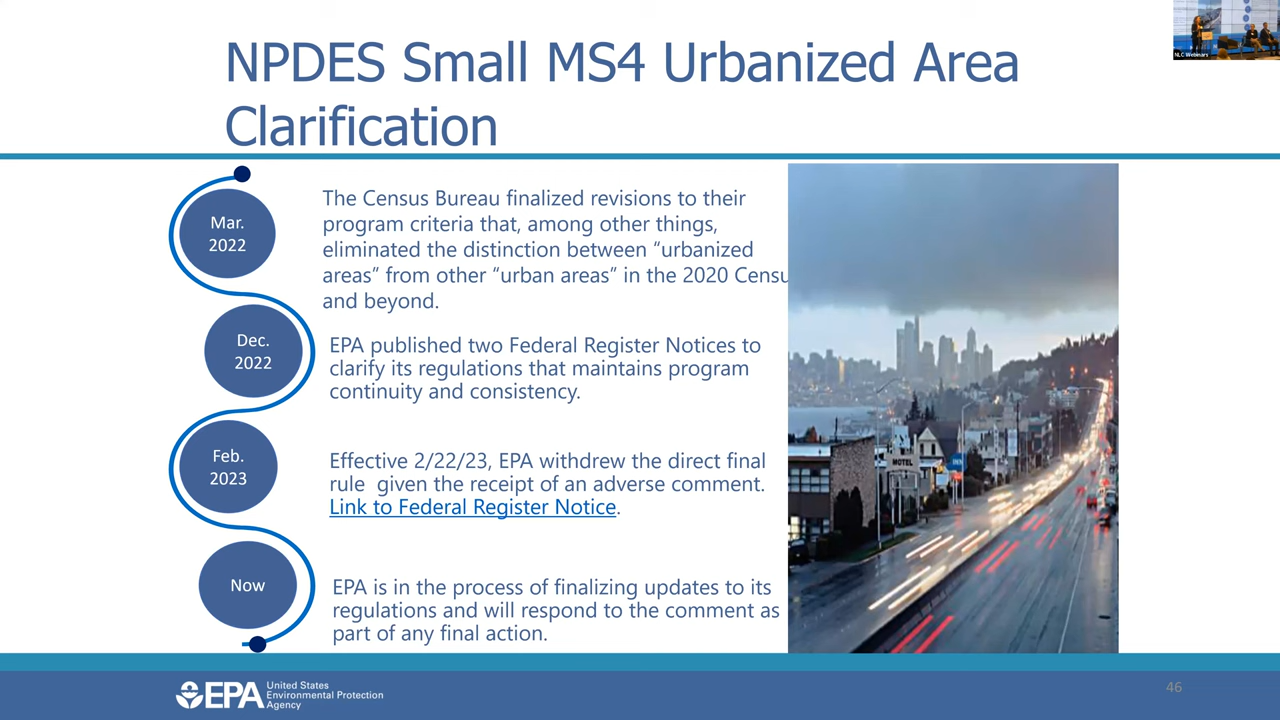 NPDES Small MS4 Urbanized Area
Clarification
Mar.
2022
The Census Bureau finalized revisions to their
program criteria that, among other things,
eliminated the distinction between “urbanized
areas” from other “urban areas” in the 2020 Censu
and beyond.
Dec.
2022
EPA published two Federal Register Notices to
clarify its regulations that maintains program
continuity and consistency.
Feb.
2023
Effective 2/22/23, EPA withdrew the direct final
rule given the receipt of an adverse comment.
Link to Federal Register Notice.
Now
EPA is in the process of finalizing updates to its
regulations and will respond to the comment as
part of any final action.
MOTEL
NLC Webinars
EPA
United States
Environmental Protection
Agency
46